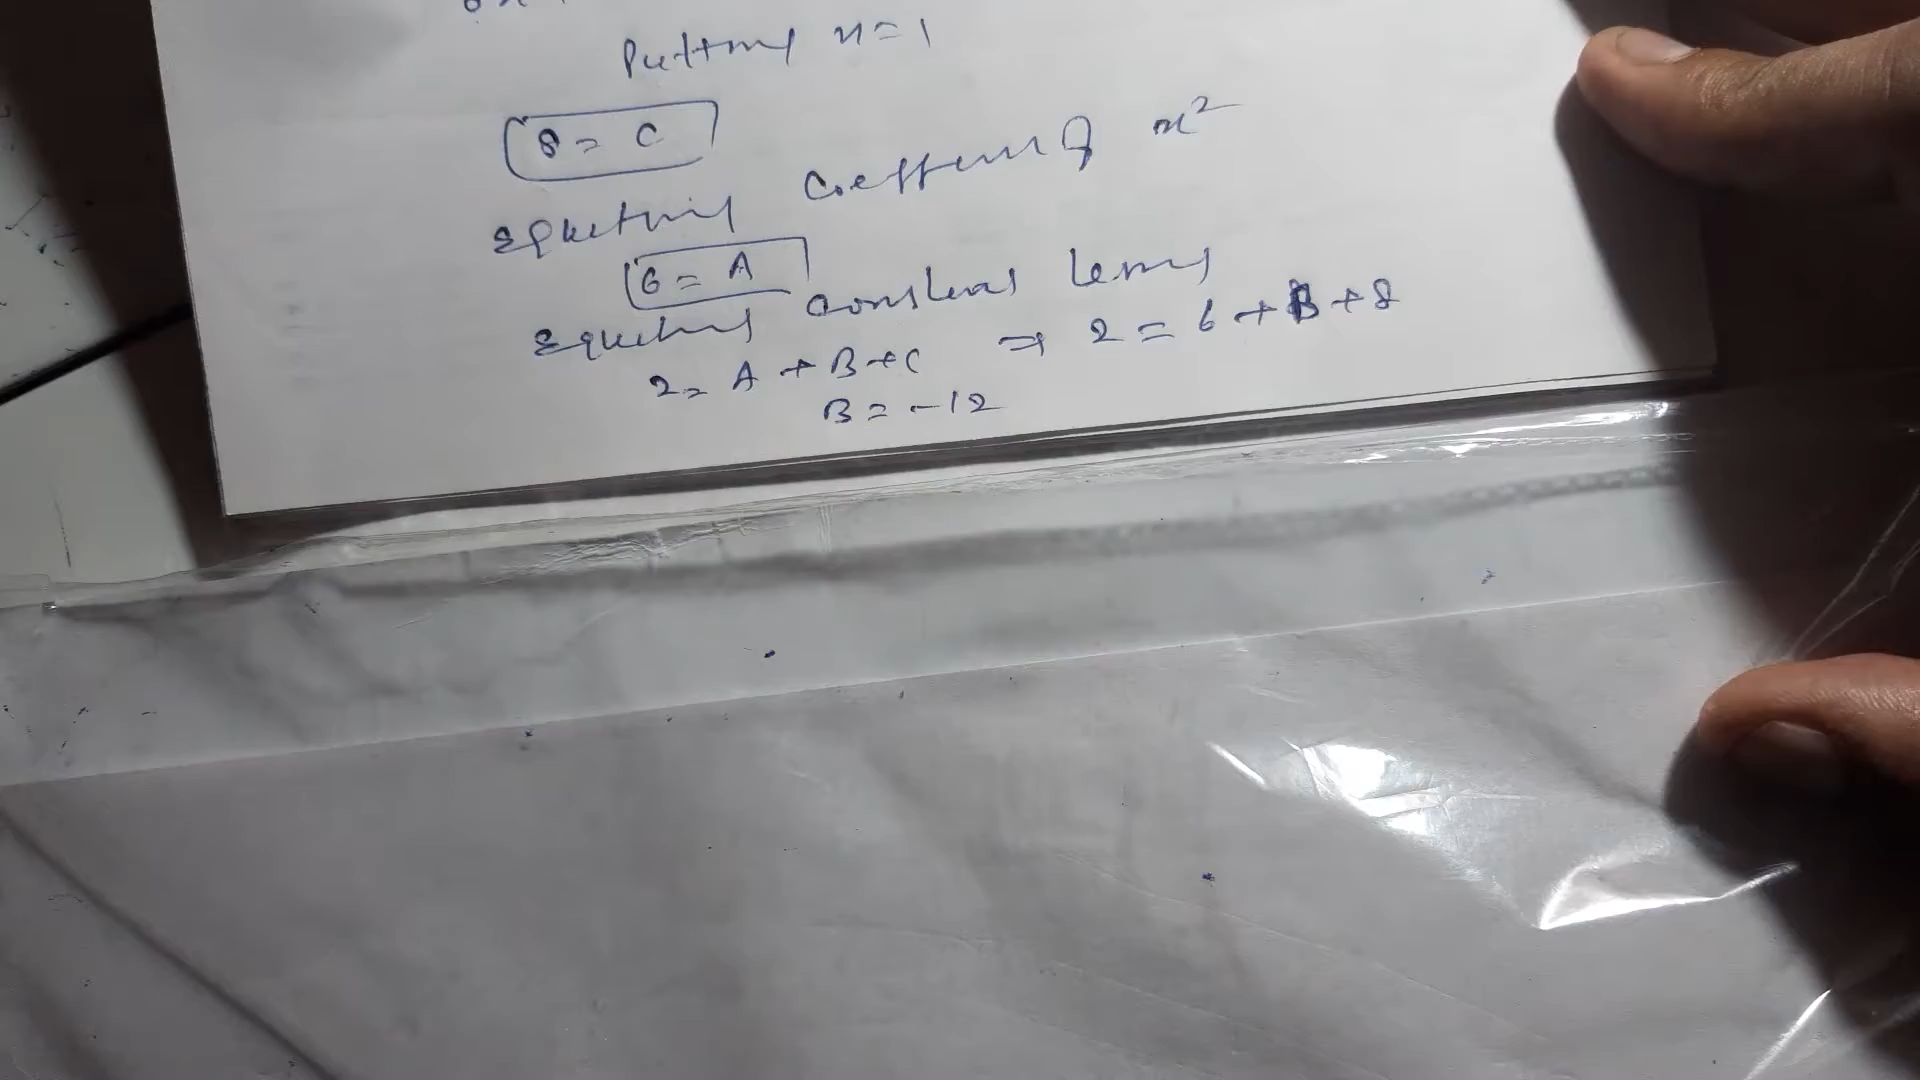 Putting x=1
8 = C
Equating Coefficient of x²
6 = A
Equating constant terms
2 = A + B + C ⇒ 2 = 6 + B + 8
B = -12